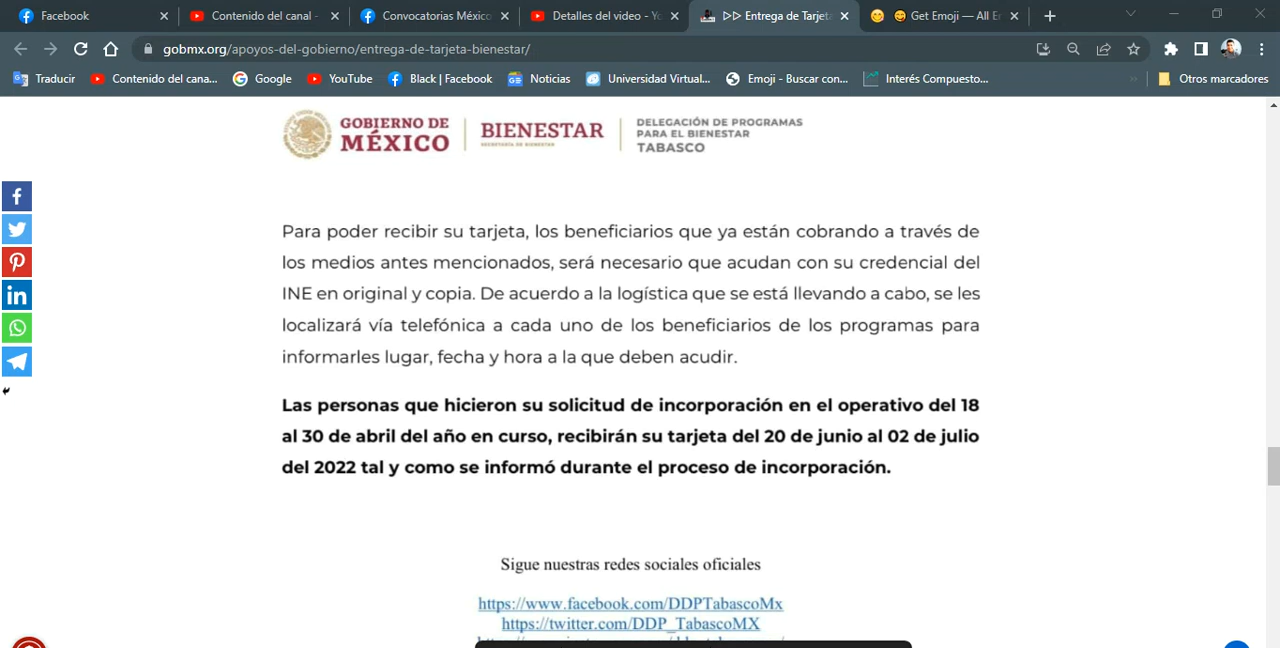 Facebook
Contenido del canal -
Convocatorias México
Detalles del video - Yo
▷▷ Entrega de Tarjeta
😋 Get Emoji — All E
gobmx.org/apoyos-del-gobierno/entrega-de-tarjeta-bienestar/
Traducir
Contenido del cana...
Google
YouTube
Black | Facebook
Noticias
Universidad Virtual...
Emoji - Buscar con...
Interés Compuesto...
»
Otros marcadores
GOBIERNO DE
MÉXICO
BIENESTAR
SECRETARÍA DE BIENESTAR
DELEGACIÓN DE PROGRAMAS
PARA EL BIENESTAR
TABASCO
Para poder recibir su tarjeta, los beneficiarios que ya están cobrando a través de
los medios antes mencionados, será necesario que acudan con su credencial del
INE en original y copia. De acuerdo a la logística que se está llevando a cabo, se les
localizará vía telefónica a cada uno de los beneficiarios de los programas para
informarles lugar, fecha y hora a la que deben acudir.
Las personas que hicieron su solicitud de incorporación en el operativo del 18
al 30 de abril del año en curso, recibirán su tarjeta del 20 de junio al 02 de julio
del 2022 tal y como se informó durante el proceso de incorporación.
Sigue nuestras redes sociales oficiales
https://www.facebook.com/DDPTabascoMx
https://twitter.com/DDP_TabascoMX